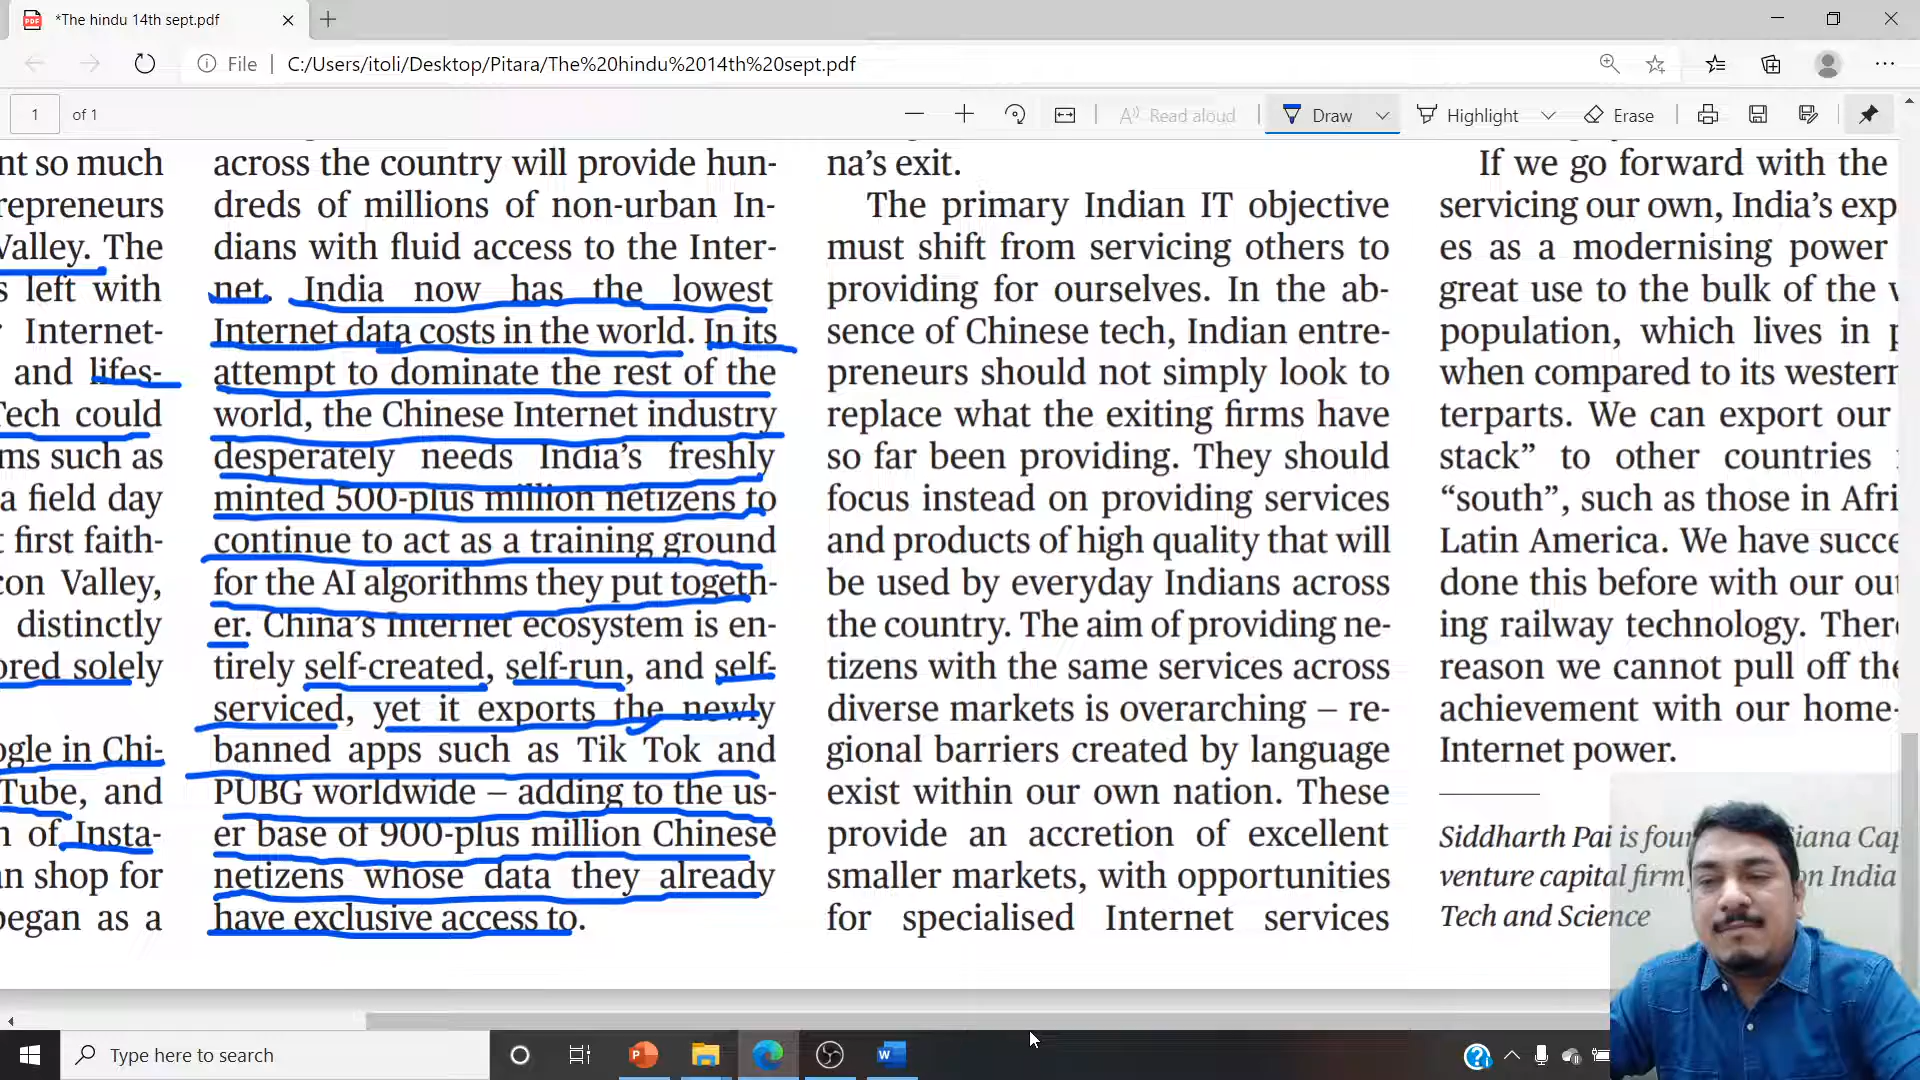 *The hindu 14th sept.pdf
File
C:/Users/itoli/Desktop/Pitara/The%20hindu%2014th%20sept.pdf
1
of 1
Read aloud
Draw
Highlight
Erase
nt so much
repreneurs
Valley. The
s left with
Internet-
and lifes-
Tech could
ms such as
a field day
t first faith-
con Valley,
distinctly
ored solely
ogle in Chi-
Tube, and
n of Insta-
an shop for
began as a
across the country will provide hun-
dreds of millions of non-urban In-
dians with fluid access to the Inter-
net. India now has the lowest
Internet data costs in the world. In its
attempt to dominate the rest of the
world, the Chinese Internet industry
desperately needs India's freshly
minted 500-plus million netizens to
continue to act as a training ground
for the AI algorithms they put togeth-
er. China's Internet ecosystem is en-
tirely self-created, self-run, and self-
serviced, yet it exports the newly
banned apps such as Tik Tok and
PUBG worldwide – adding to the us-
er base of 900-plus million Chinese
netizens whose data they already
have exclusive access to.
na's exit.
The primary Indian IT objective
must shift from servicing others to
providing for ourselves. In the ab-
sence of Chinese tech, Indian entre-
preneurs should not simply look to
replace what the exiting firms have
so far been providing. They should
focus instead on providing services
and products of high quality that will
be used by everyday Indians across
the country. The aim of providing ne-
tizens with the same services across
diverse markets is overarching – re-
gional barriers created by language
exist within our own nation. These
provide an accretion of excellent
smaller markets, with opportunities
for specialised Internet services
If we go forward with the
servicing our own, India's exp
es as a modernising power
great use to the bulk of the
population, which lives in
when compared to its western
terparts. We can export our
stack” to other countries
“south”, such as those in Afri
Latin America. We have succe
done this before with our out
ing railway technology. There
reason we cannot pull off the
achievement with our home-
Internet power.
Siddharth Pai is foun iana Cap
venture capital firm on India
Tech and Science
Type here to search